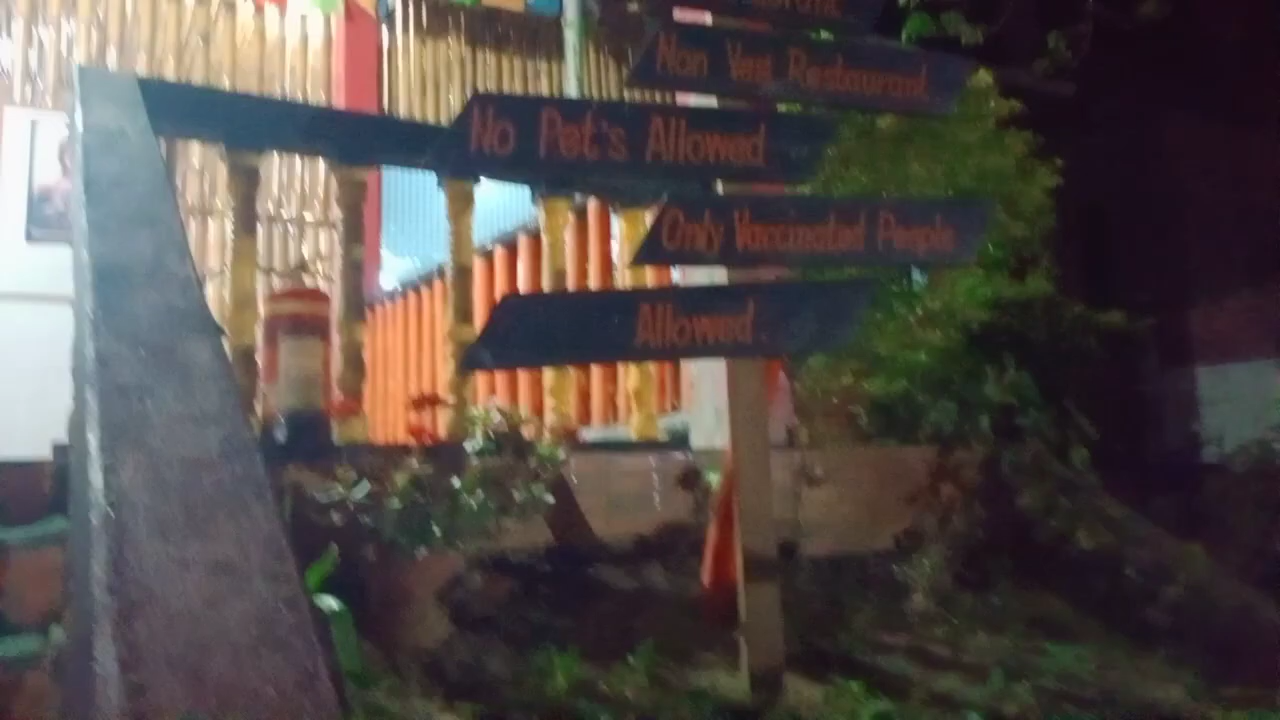 Non Veg Restaurant
No Pet's Allowed
Only Vaccinated People
Allowed